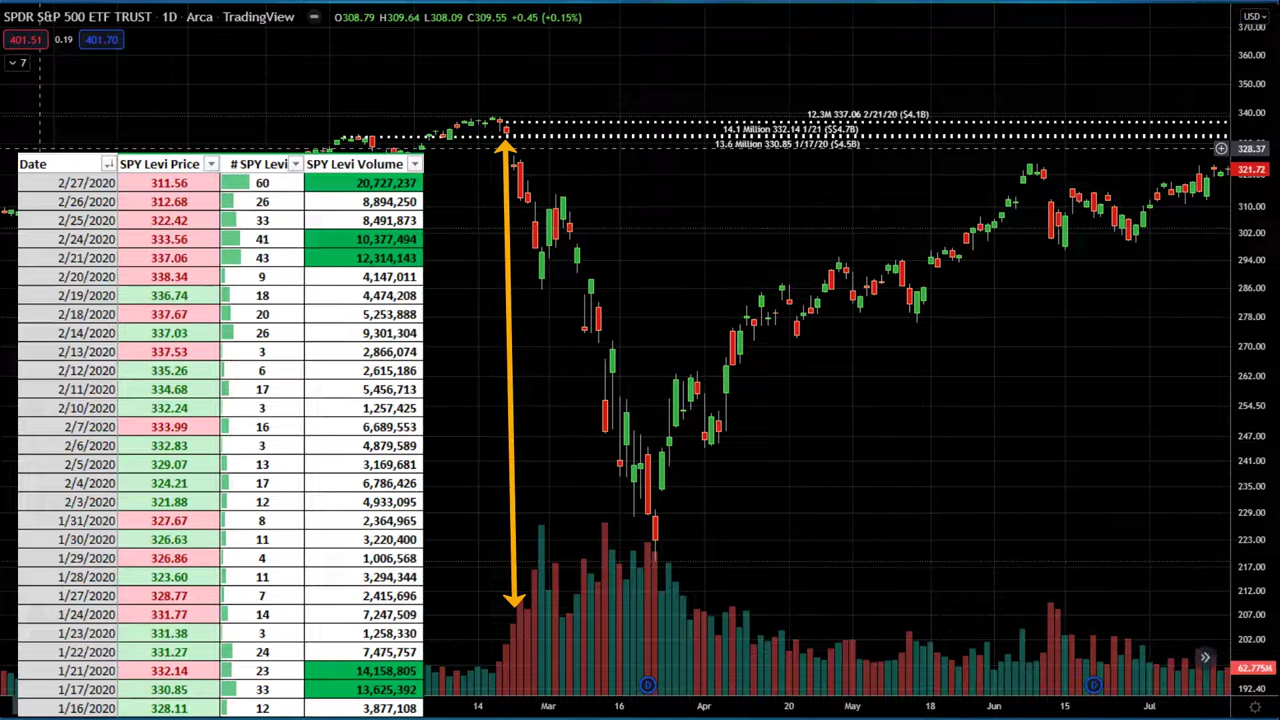 SPDR S&P 500 ETF TRUST · 1D · Arca · TradingView O308.79 H309.64 L308.09 C309.55 +0.45 (+0.15%) USD
401.51 0.19 401.70
7
370.00
360.00
350.00
340.00
12.3M 337.06 2/21/20 ($4.1B)
14.1 Million 332.14 1/21 ($$4.7B)
13.6 Million 330.85 1/17/20 ($4.5B)
328.37
321.72
310.00
302.00
294.00
286.00
278.00
270.00
262.00
254.50
247.00
241.00
235.00
229.00
223.00
217.00
212.00
207.00
202.00
62.775M
192.40
Date SPY Levi Price # SPY Levi SPY Levi Volume
2/27/2020 311.56 60 20,727,237
2/26/2020 312.68 26 8,894,250
2/25/2020 322.42 33 8,491,873
2/24/2020 333.56 41 10,377,494
2/21/2020 337.06 43 12,314,143
2/20/2020 338.34 9 4,147,011
2/19/2020 336.74 18 4,474,208
2/18/2020 337.67 20 5,253,888
2/14/2020 337.03 26 9,301,304
2/13/2020 337.53 3 2,866,074
2/12/2020 335.26 6 2,615,186
2/11/2020 334.68 17 5,456,713
2/10/2020 332.24 3 1,257,425
2/7/2020 333.99 16 6,689,553
2/6/2020 332.83 3 4,879,589
2/5/2020 329.07 13 3,169,681
2/4/2020 324.21 17 6,786,426
2/3/2020 321.88 12 4,933,095
1/31/2020 327.67 8 2,364,965
1/30/2020 326.63 11 3,220,400
1/29/2020 326.86 4 1,006,568
1/28/2020 323.60 11 3,294,344
1/27/2020 328.77 7 2,415,696
1/24/2020 331.77 14 7,247,509
1/23/2020 331.38 3 1,258,330
1/22/2020 331.27 24 7,475,757
1/21/2020 332.14 23 14,158,805
1/17/2020 330.85 33 13,625,392
1/16/2020 328.11 12 3,877,108
D D
14 Mar 16 Apr 20 May 18 Jun 15 Jul